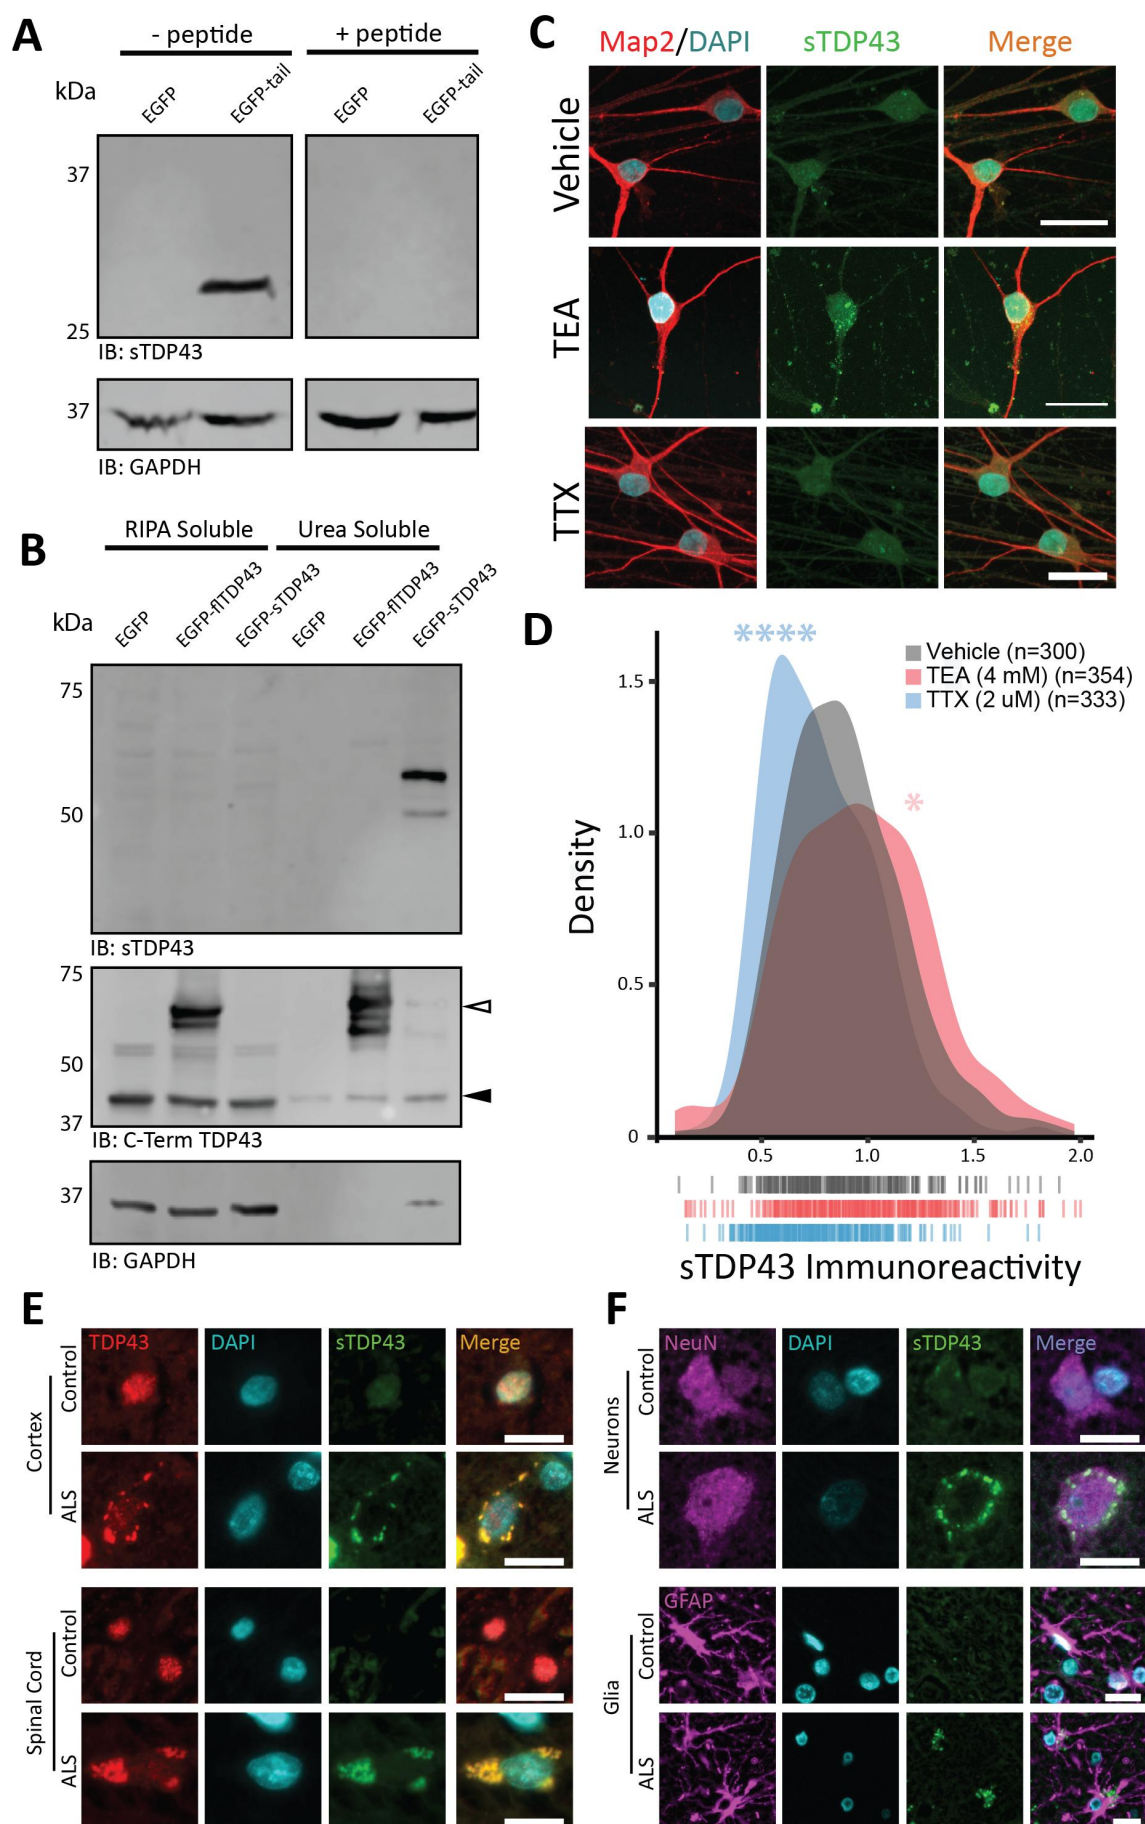 A
- peptide
+ peptide
kDa
EGFP
EGFP-tail
EGFP
EGFP-tail
37
25
IB: sTDP43
37
IB: GAPDH
B
RIPA Soluble
Urea Soluble
kDa
EGFP
EGFP-flTDP43
EGFP-sTDP43
EGFP
EGFP-flTDP43
EGFP-sTDP43
75
50
IB: sTDP43
75
50
37
IB: C-Term TDP43
37
IB: GAPDH
C
Map2/DAPI
sTDP43
Merge
Vehicle
TEA
TTX
D
****
*
Vehicle (n=300)
TEA (4 mM) (n=354)
TTX (2 uM) (n=333)
Density
1.5
1.0
0.5
0
0.5
1.0
1.5
2.0
sTDP43 Immunoreactivity
E
TDP43
DAPI
sTDP43
Merge
Cortex
Control
ALS
Spinal Cord
Control
ALS
F
NeuN
DAPI
sTDP43
Merge
Neurons
Control
ALS
GFAP
Glia
Control
ALS